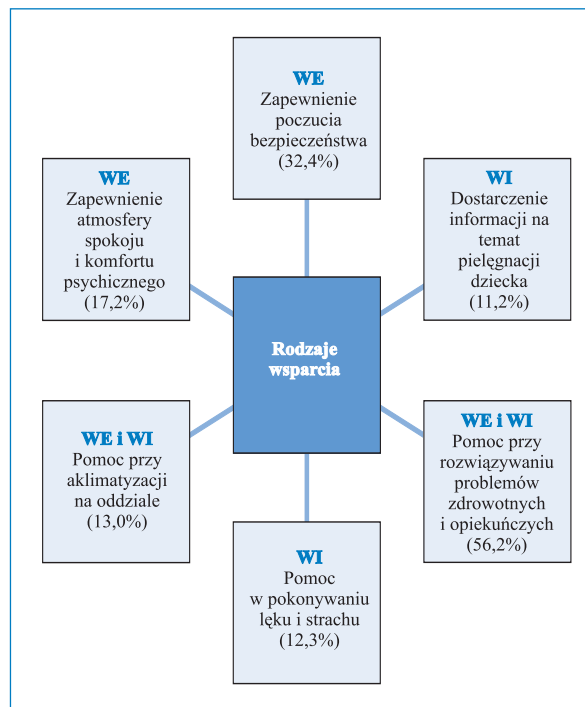 WE
Zapewnienie
poczucia
bezpieczeństwa
(32,4%)
WE
Zapewnienie
atmosfery
spokoju
i komfortu
psychicznego
(17,2%)
WI
Dostarczenie
informacji na
temat
pielęgnacji
dziecka
(11,2%)
Rodzaje
wsparcia
WE i WI
Pomoc przy
aklimatyzacji
na oddziale
(13,0%)
WE i WI
Pomoc przy
rozwiązywaniu
problemów
zdrowotnych
i opiekuńczych
(56,2%)
WI
Pomoc
w pokonywaniu
lęku i strachu
(12,3%)